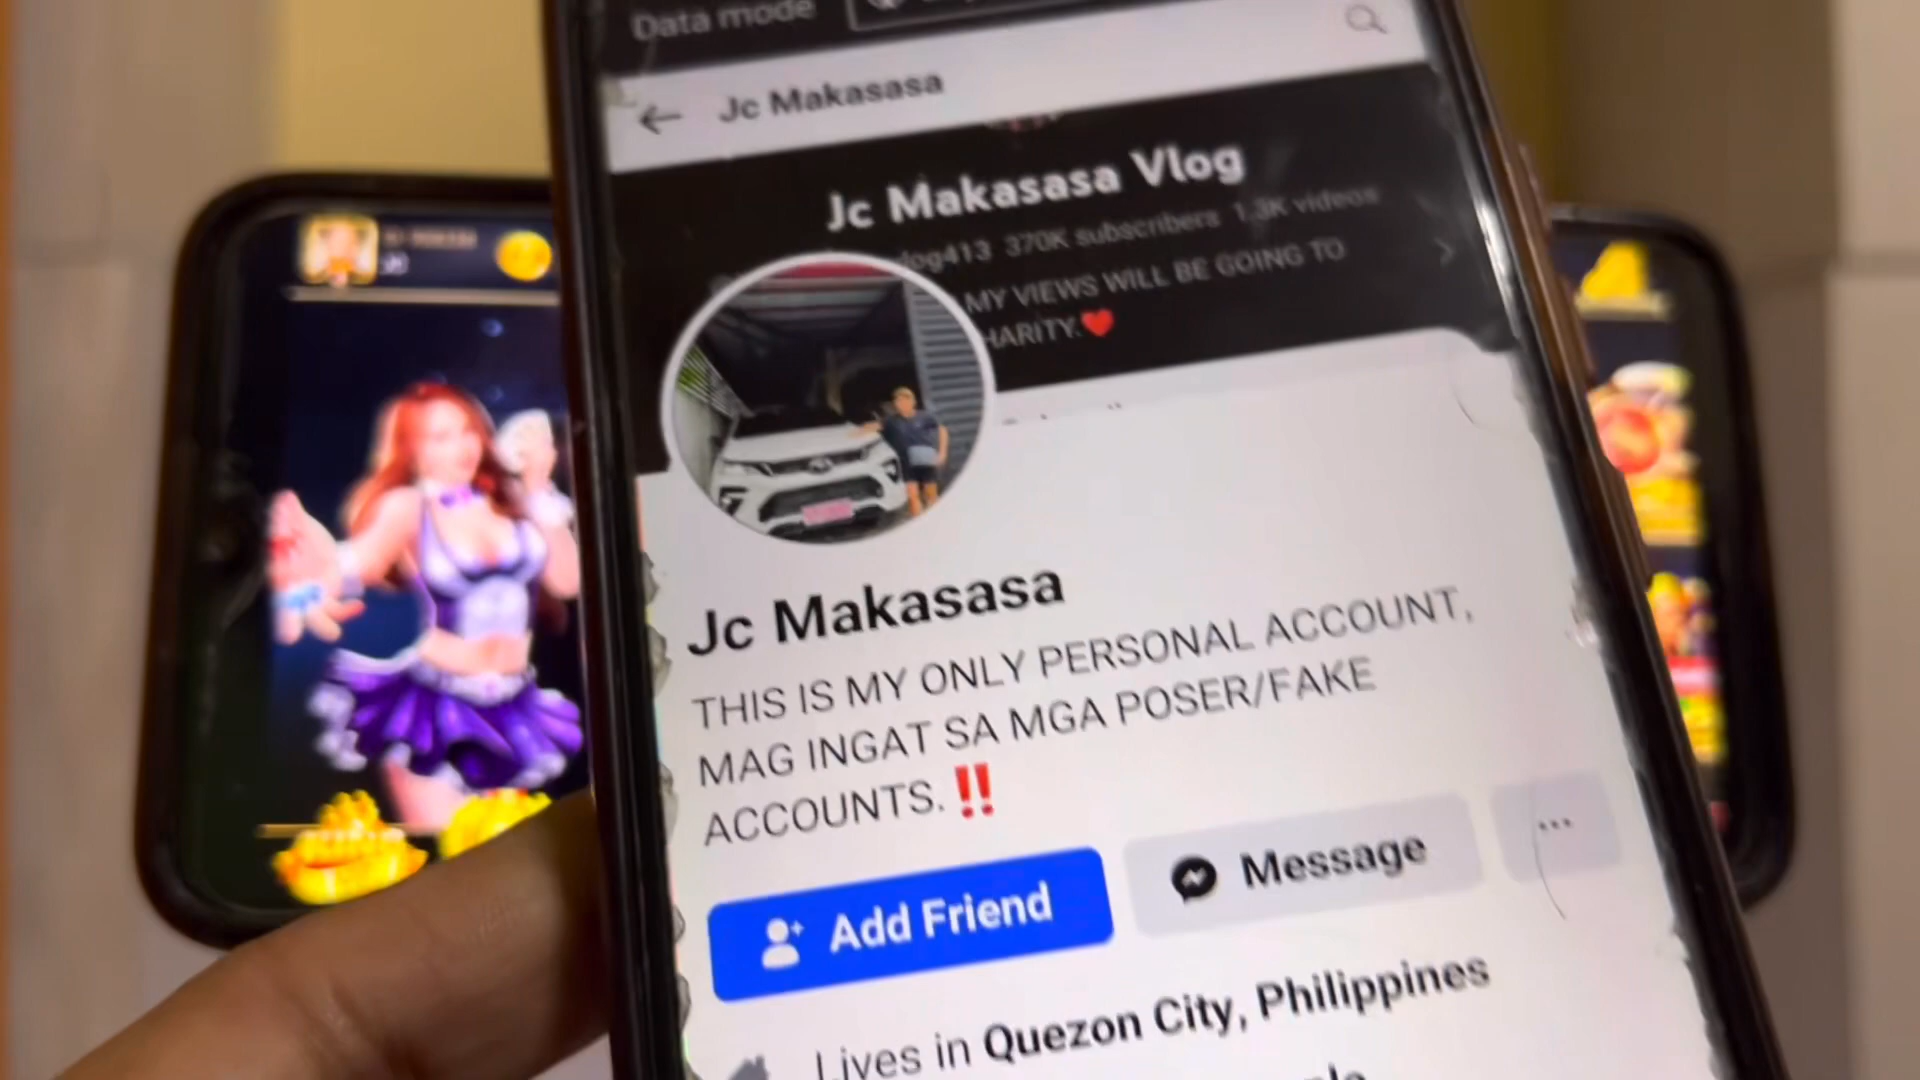 Data mode
Jc Makasasa
Jc Makasasa Vlog
log413 370K subscribers 1.3K videos
MY VIEWS WILL BE GOING TO
HARITY.❤️
Jc Makasasa
THIS IS MY ONLY PERSONAL ACCOUNT,
MAG INGAT SA MGA POSER/FAKE
ACCOUNTS.‼️
Add Friend
Message
Lives in Quezon City, Philippines